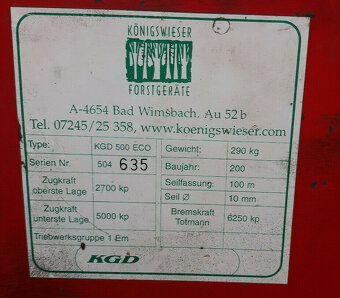 KÖNIGSWIESER
FORSTGERÄTE
A-4654 Bad Wimßbach, Au 52 b
Tel. 07245/25 358, www.koenigswieser.com
Type: KGD 500 ECO Gewicht: 290 kg
Serien Nr. 504 635 Baujahr: 200
Zugkraft oberste Lage 2700 kp Seilfassung: 100 m
Seil Ø 10 mm
Zugkraft unterste Lage 5000 kp Bremskraft Totmann 6250 kp
Triebwerksgruppe 1 Em
KGD